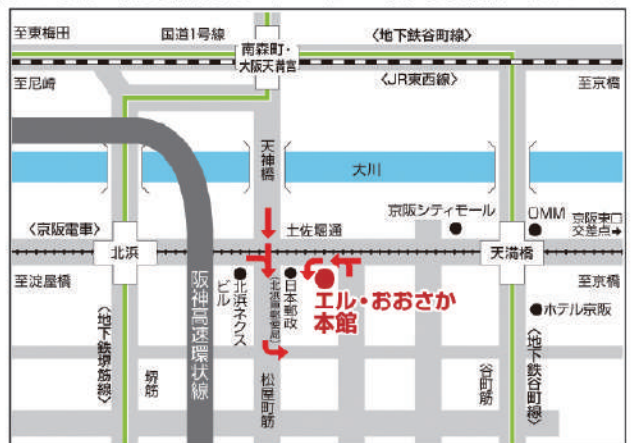 至東梅田
国道1号線
南森町・
大阪天満宮
〈地下鉄谷町線〉
至尼崎
〈JR東西線〉
至京橋
天神橋
大川
〈京阪電車〉
北浜
土佐堀通
京阪シティモール
OMM
京阪東口
交差点→
天満橋
至淀屋橋
阪神高速環状線
北浜ネクス
ビル
日本郵政
エル・おおさか
本館
至京橋
ホテル京阪
〈地下鉄堺筋線〉
堺筋
松屋町筋
谷町筋
〈地下鉄谷町線〉